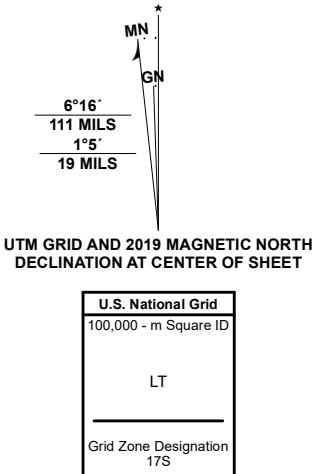 MN
GN
6°16´
111 MILS
1°5´
19 MILS
UTM GRID AND 2019 MAGNETIC NORTH
DECLINATION AT CENTER OF SHEET
U.S. National Grid
100,000 - m Square ID
LT
Grid Zone Designation
17S